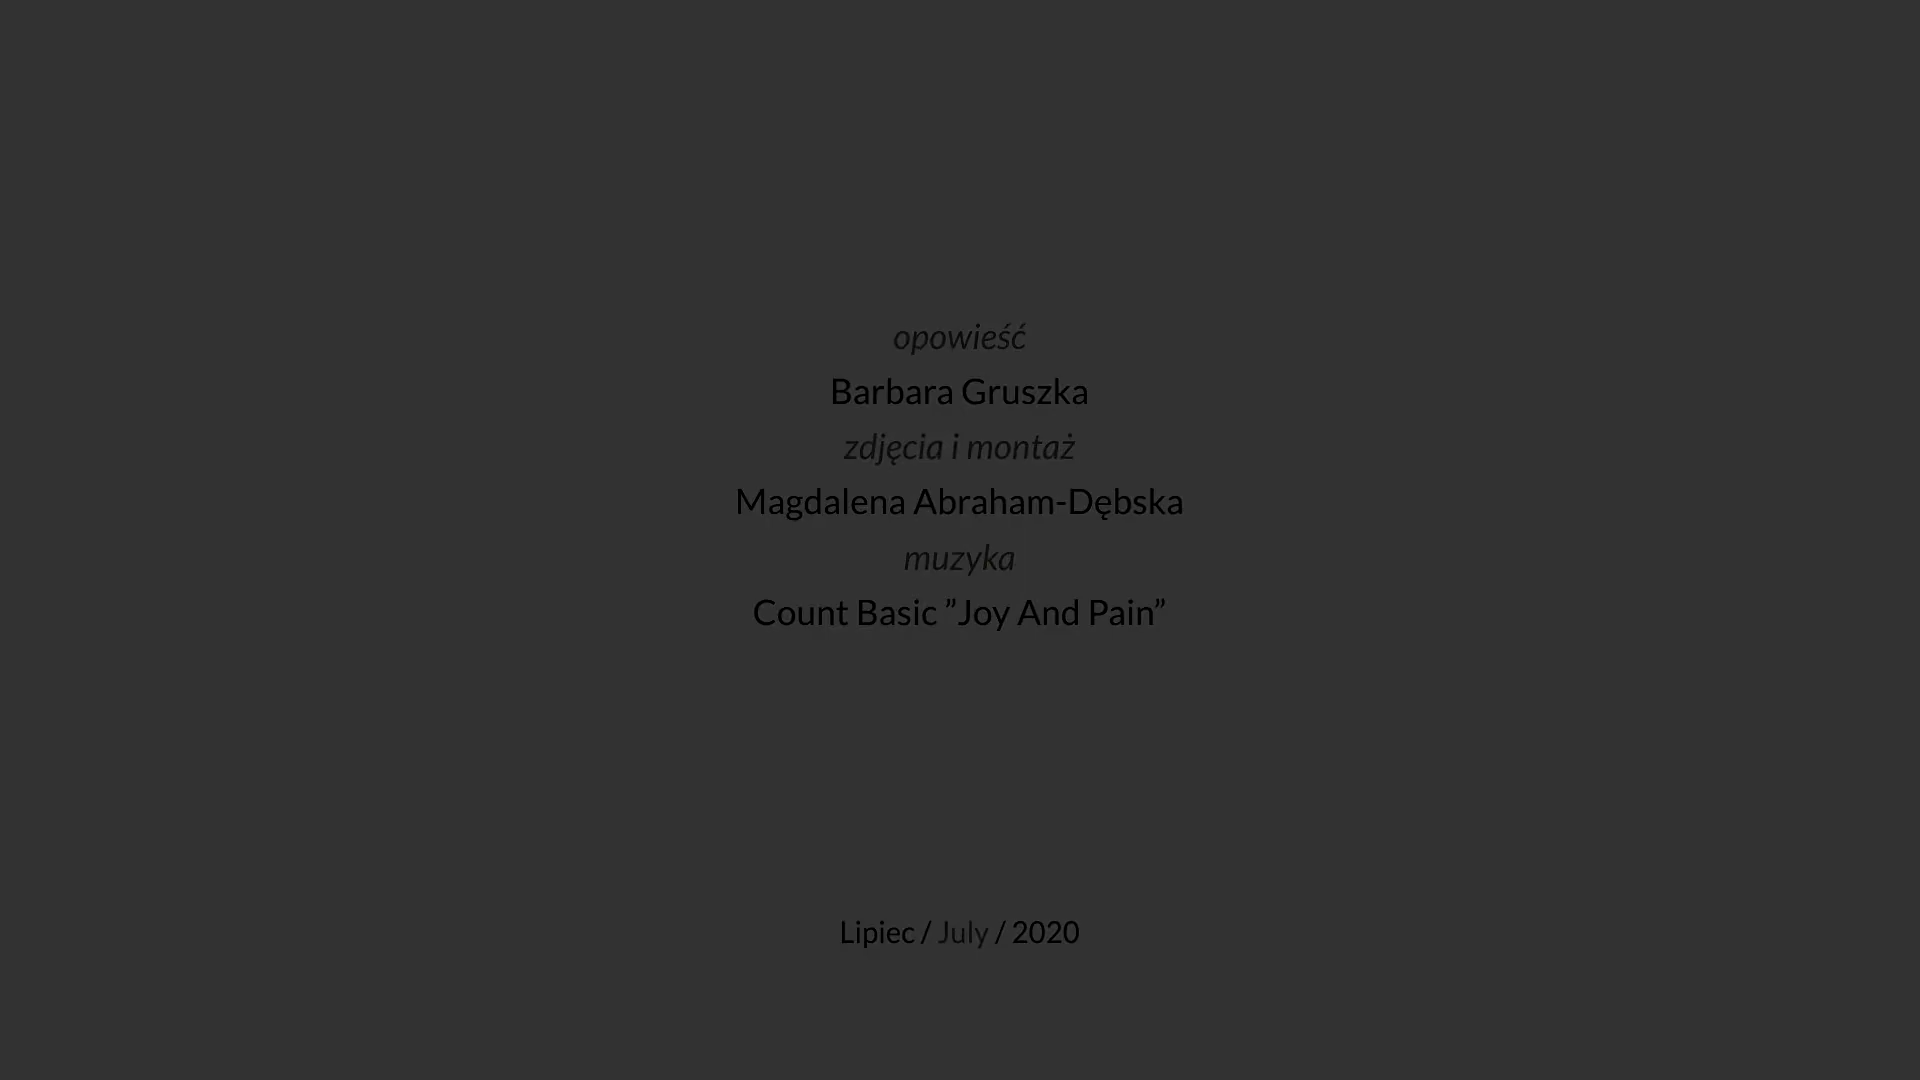 opowieść
Barbara Gruszka
zdjęcia i montaż
Magdalena Abraham-Dębska
muzyka
Count Basic ”Joy And Pain”
Lipiec / July / 2020